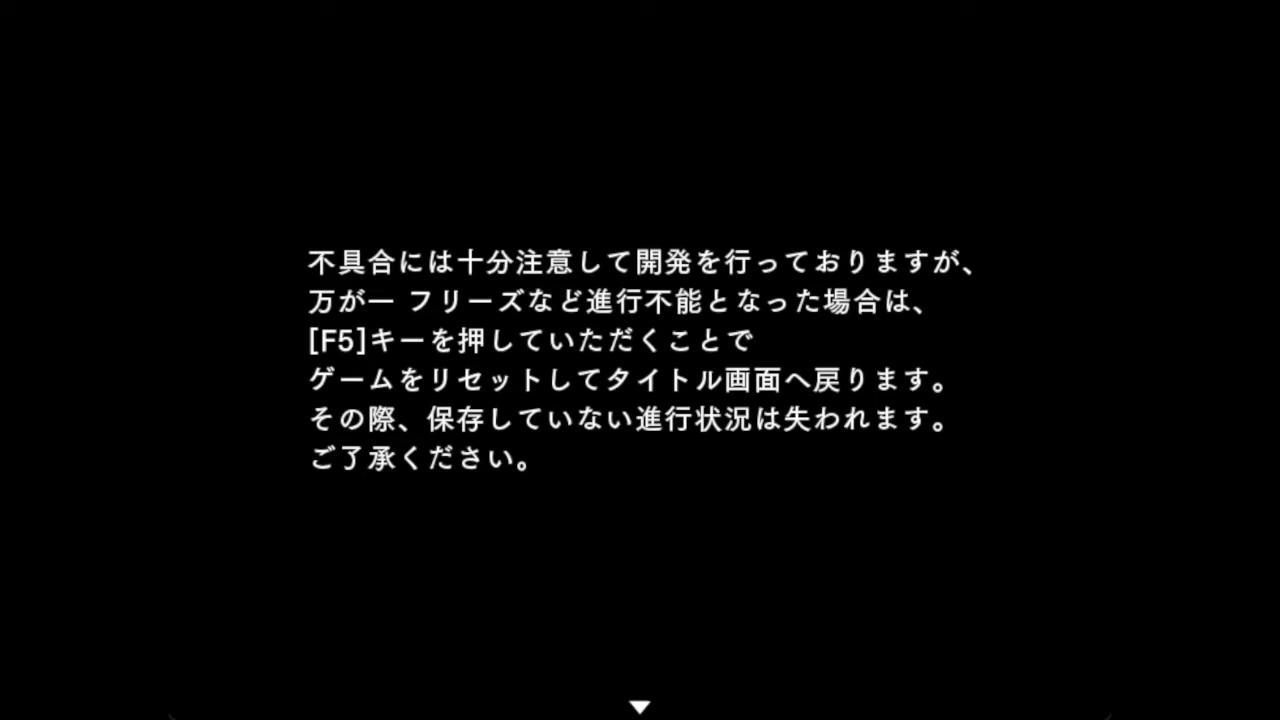 不具合には十分注意して開発を行っておりますが、
万が一 フリーズなど進行不能となった場合は、
[F5]キーを押していただくことで
ゲームをリセットしてタイトル画面へ戻ります。
その際、保存していない進行状況は失われます。
ご了承ください。